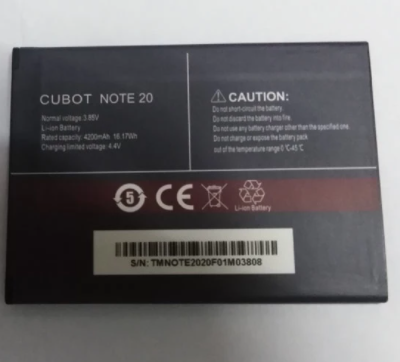 CUBOT NOTE 20
Normal voltage 3.85V
Li-ion Battery
Rated capacity: 4200mAh 16.17Wh
Charging limited voltage: 4.4V
CAUTION:
Do not short-circuit the battery
Do not discard the battery into fire
Do not use any battery charger other than the specified one
Do not charge or expose the battery pack
out of the temperature range 0 ℃-45 ℃
5
CE
Li-ion Battery
S/N: TMNOTE2020F01M03808